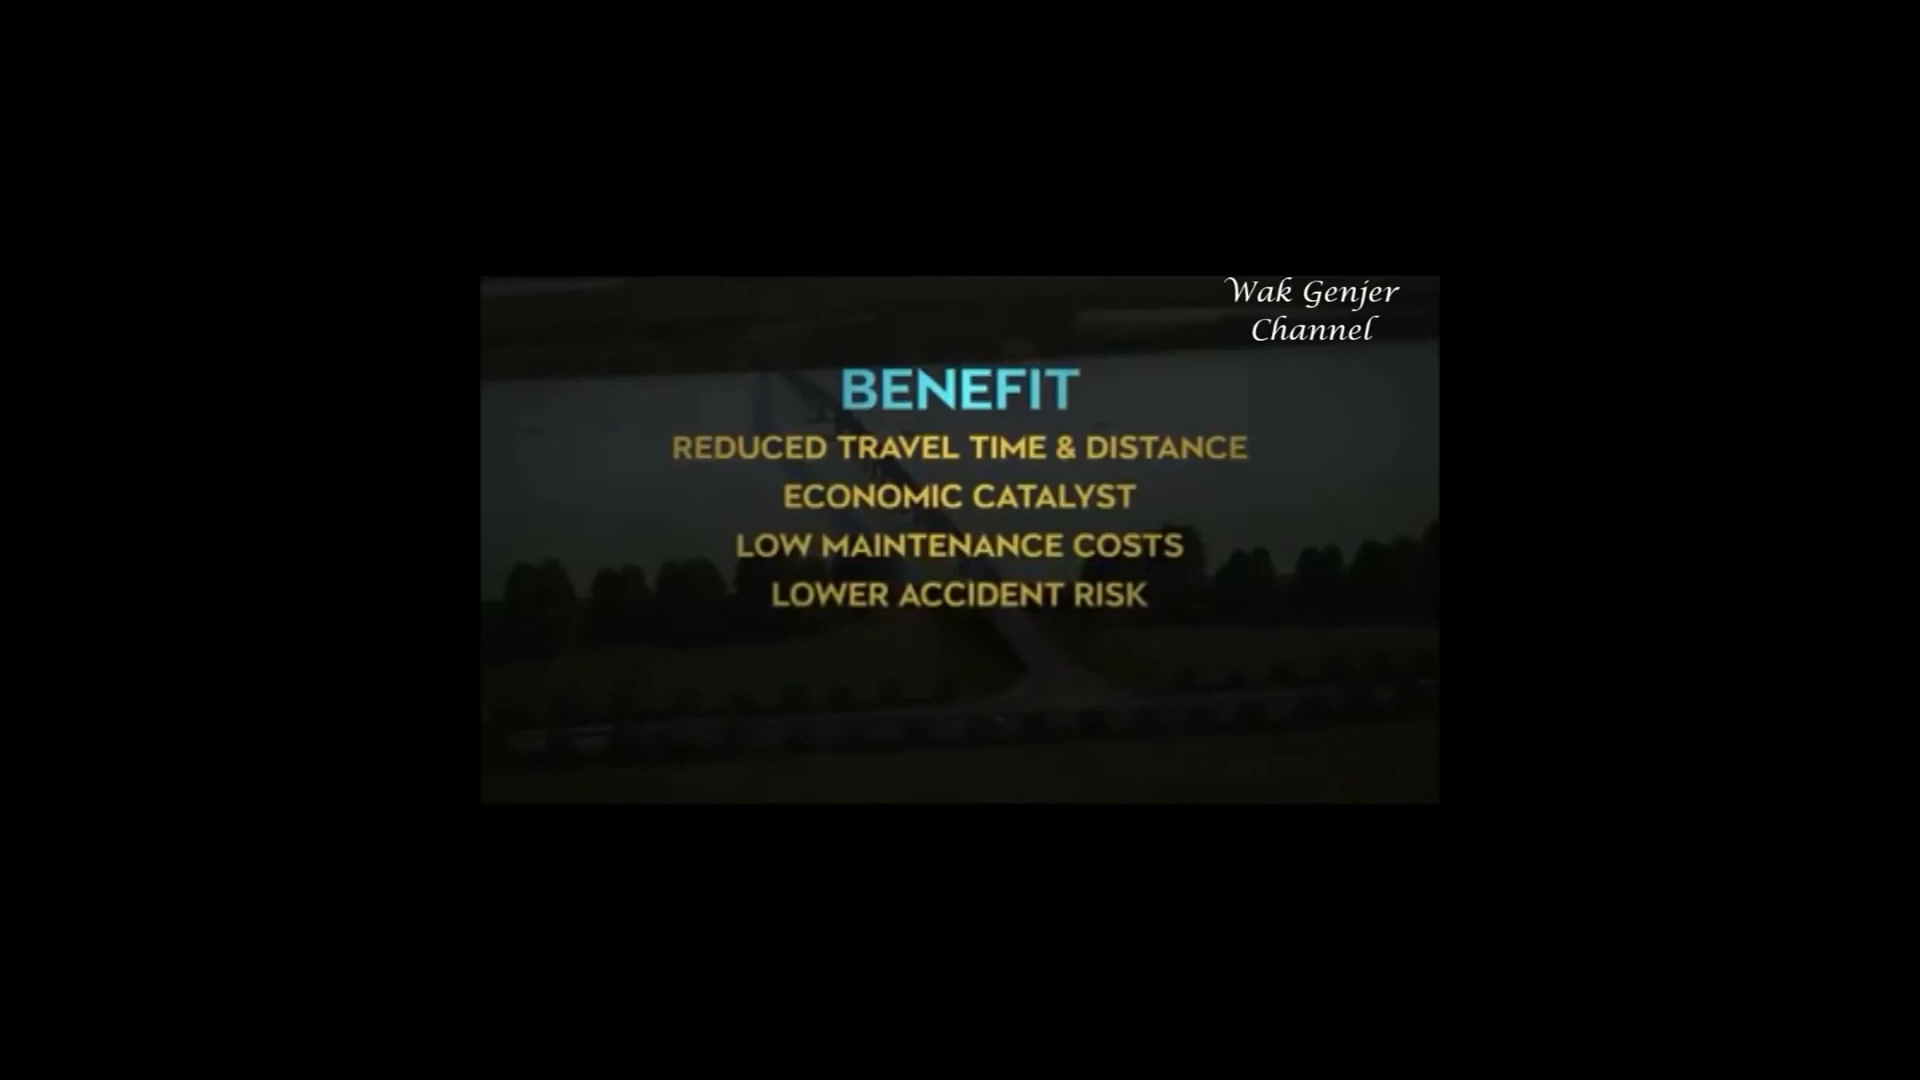 Wak Genjer
Channel
BENEFIT
REDUCED TRAVEL TIME & DISTANCE
ECONOMIC CATALYST
LOW MAINTENANCE COSTS
LOWER ACCIDENT RISK